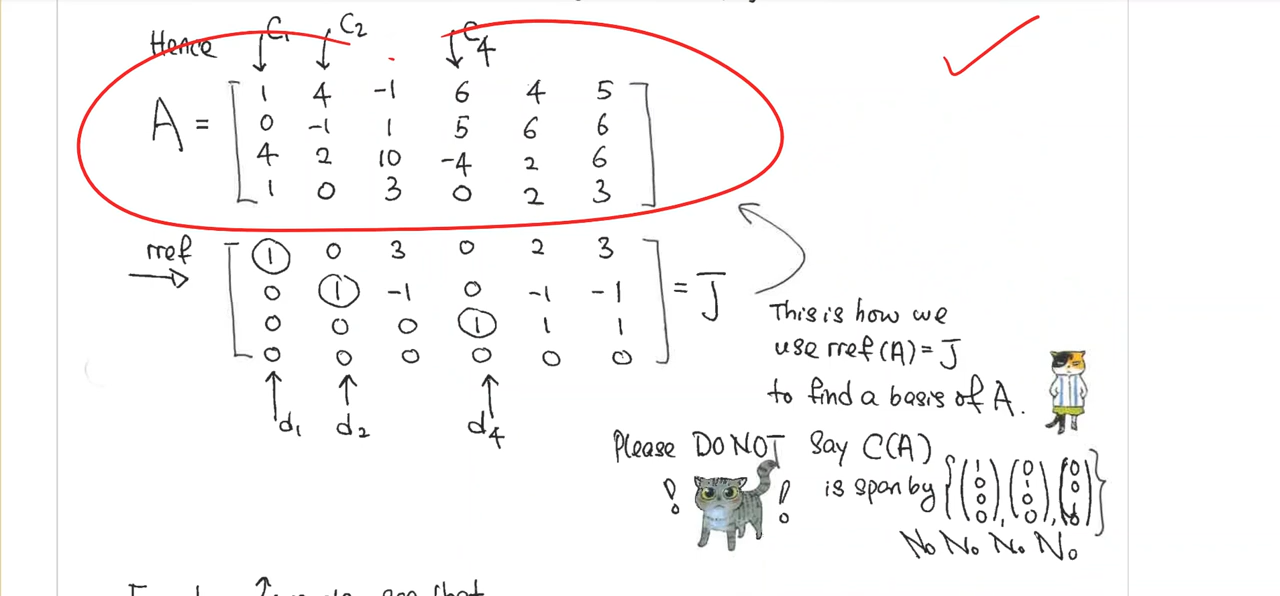 Hence C1 C2 C4
A = [ 1 4 -1 6 4 5
0 -1 1 5 6 6
4 2 10 -4 2 6
1 0 3 0 2 3 ]
rref → [ 1 0 3 0 2 3
0 1 -1 0 -1 -1
0 0 0 1 1 1
0 0 0 0 0 0 ] = J
d1 d2 d4
This is how we
use rref(A) = J
to find a basis of A.
Please DO NOT say C(A)
! ! is span by {(1 0 0 0), (0 1 0 0), (0 0 1 0)}
No No No No